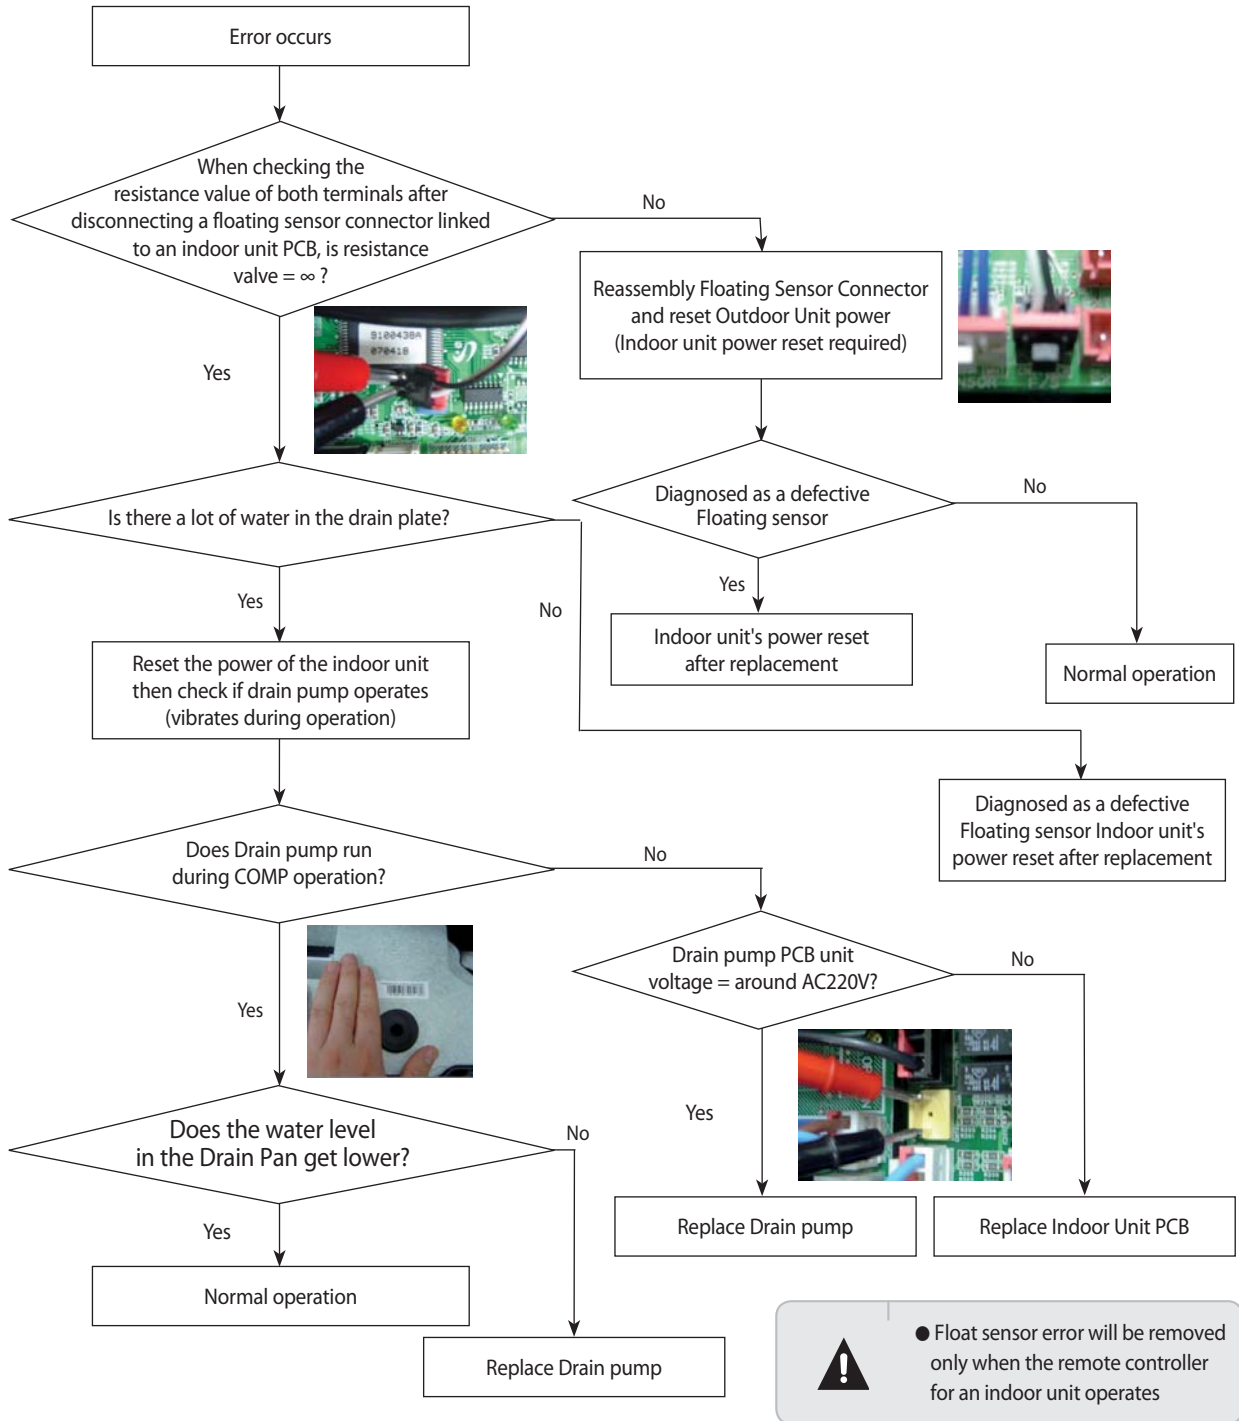 Error occurs
When checking the
resistance value of both terminals after
disconnecting a floating sensor connector linked
to an indoor unit PCB, is resistance
valve = ∞ ?
No
Reassembly Floating Sensor Connector
and reset Outdoor Unit power
(Indoor unit power reset required)
B100438A
070418
Yes
Is there a lot of water in the drain plate?
Diagnosed as a defective
Floating sensor
No
Yes
Yes
No
Indoor unit's power reset
after replacement
Normal operation
Reset the power of the indoor unit
then check if drain pump operates
(vibrates during operation)
Diagnosed as a defective
Floating sensor Indoor unit's
power reset after replacement
Does Drain pump run
during COMP operation?
No
Drain pump PCB unit
voltage = around AC220V?
No
Yes
Yes
Does the water level
in the Drain Pan get lower?
No
Replace Drain pump
Replace Indoor Unit PCB
Yes
Normal operation
Replace Drain pump
● Float sensor error will be removed
only when the remote controller
for an indoor unit operates